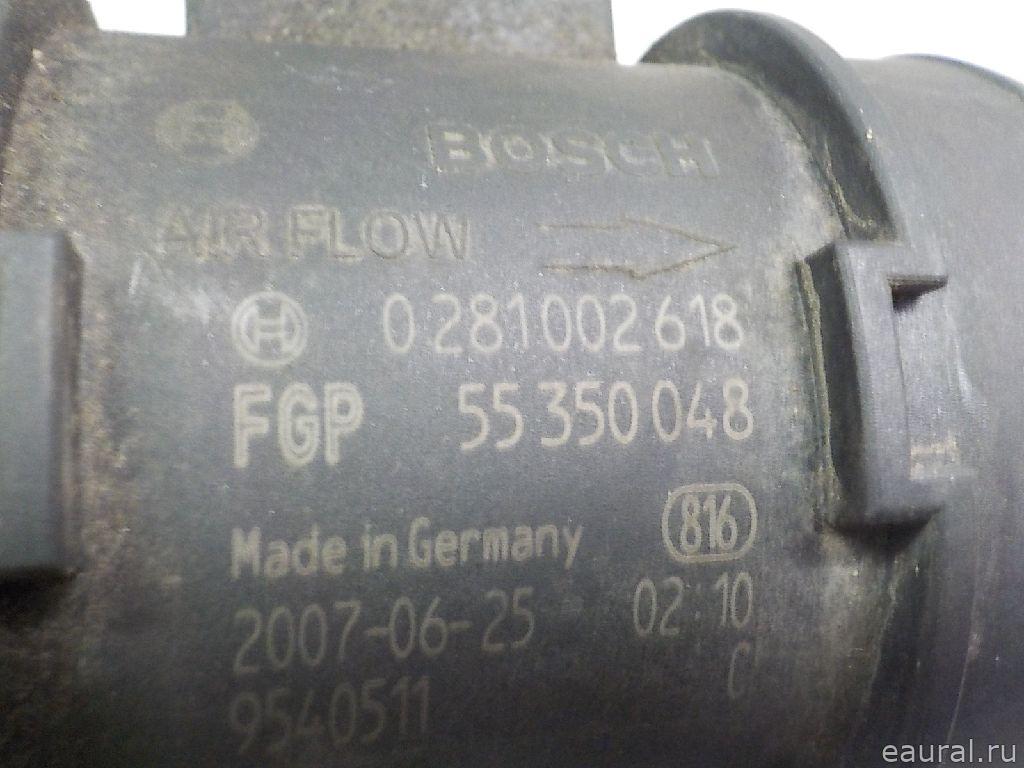 BOSCH
AIR FLOW
0 281 002 618
FGP 55 350 048
Made in Germany 816
2007-06-25 02:10
C
9540511
eaural.ru